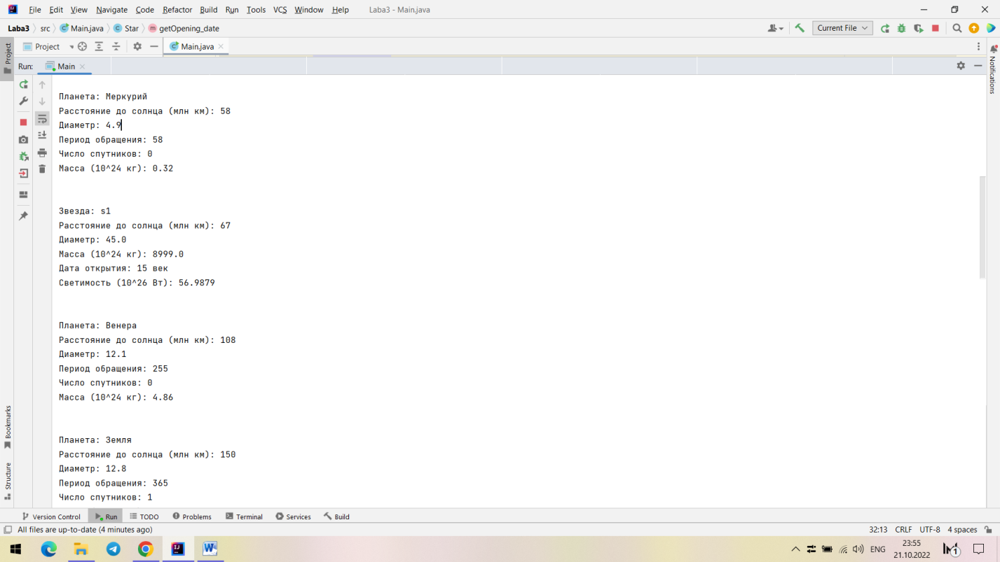 File Edit View Navigate Code Refactor Build Run Tools VCS Window Help Laba3 - Main.java
Laba3 src Main.java Star getOpening_date Current File
Project Main.java
Run: Main
Планета: Меркурий
Расстояние до солнца (млн км): 58
Диаметр: 4.9
Период обращения: 58
Число спутников: 0
Масса (10^24 кг): 0.32
Звезда: s1
Расстояние до солнца (млн км): 67
Диаметр: 45.0
Масса (10^24 кг): 8999.0
Дата открытия: 15 век
Светимость (10^26 Вт): 56.9879
Планета: Венера
Расстояние до солнца (млн км): 108
Диаметр: 12.1
Период обращения: 255
Число спутников: 0
Масса (10^24 кг): 4.86
Планета: Земля
Расстояние до солнца (млн км): 150
Диаметр: 12.8
Период обращения: 365
Число спутников: 1
Project
Bookmarks
Structure
Notifications
Version Control Run TODO Problems Terminal Services Build
All files are up-to-date (4 minutes ago) 32:13 CRLF UTF-8 4 spaces
ENG 23:55
21.10.2022
1